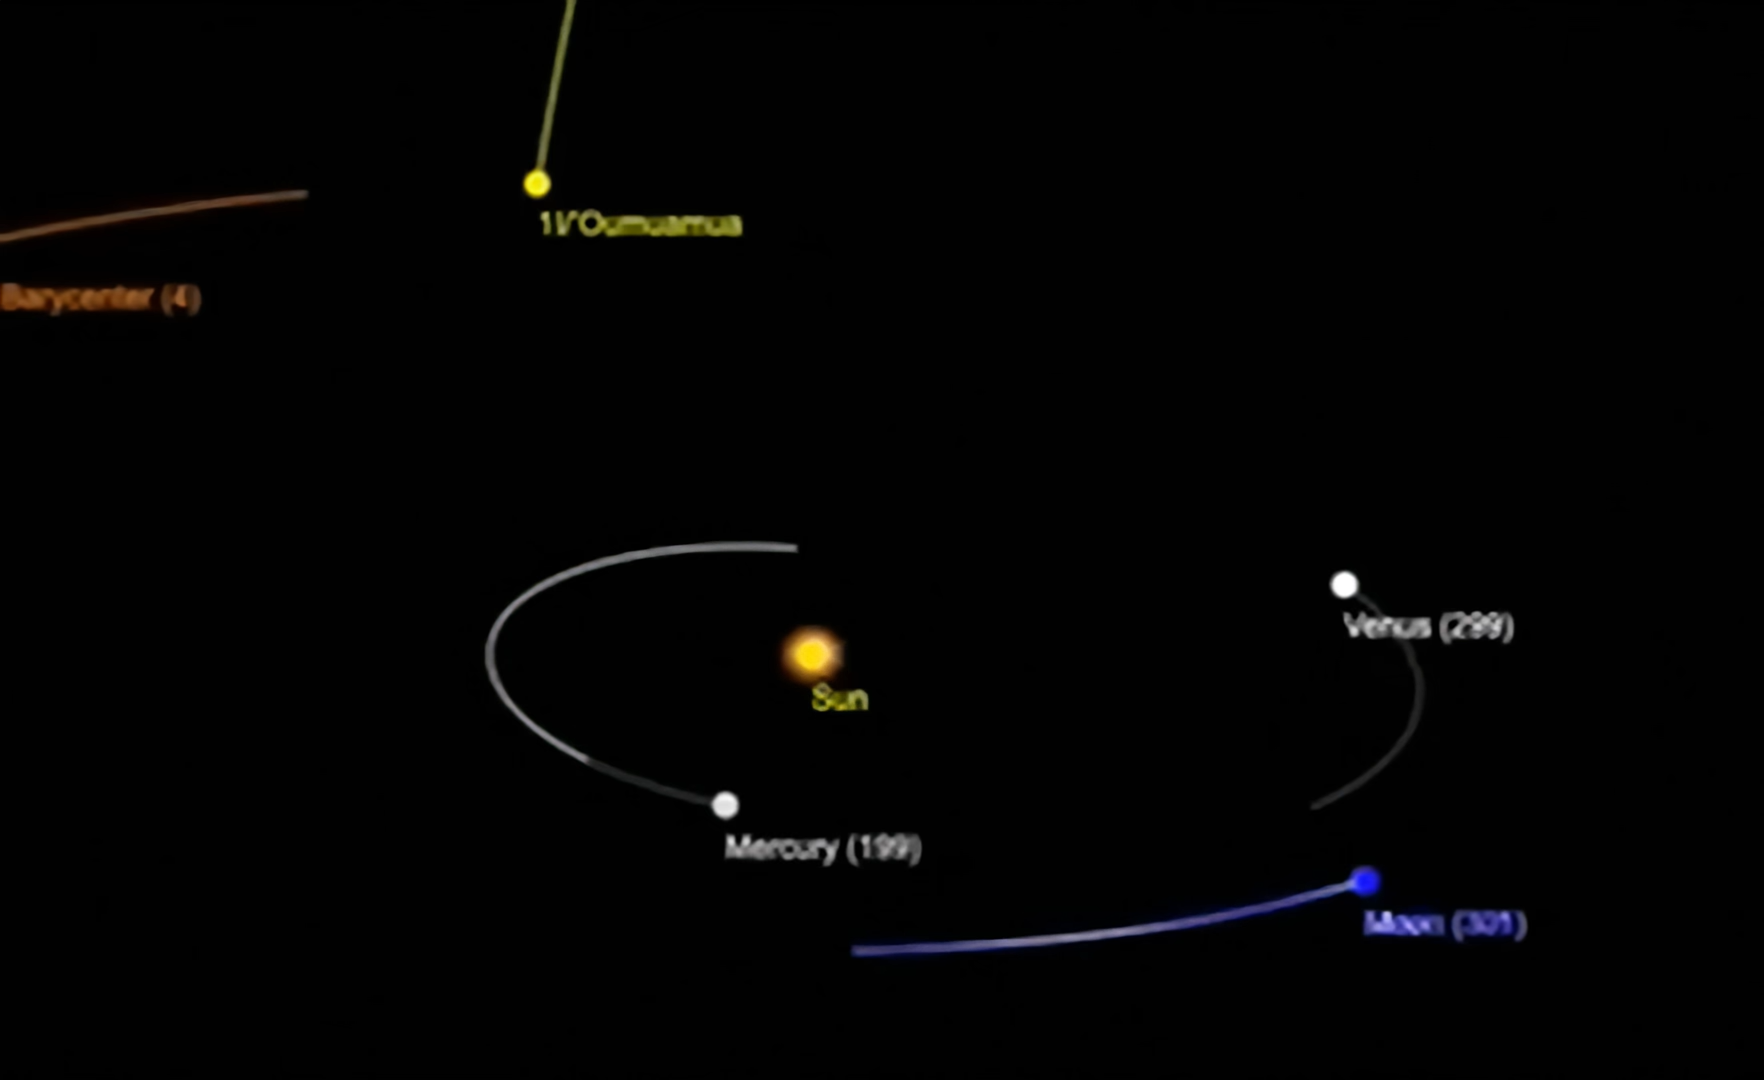 1I/'Oumuamua
Barycenter (4)
Venus (299)
Sun
Mercury (199)
Moon (301)